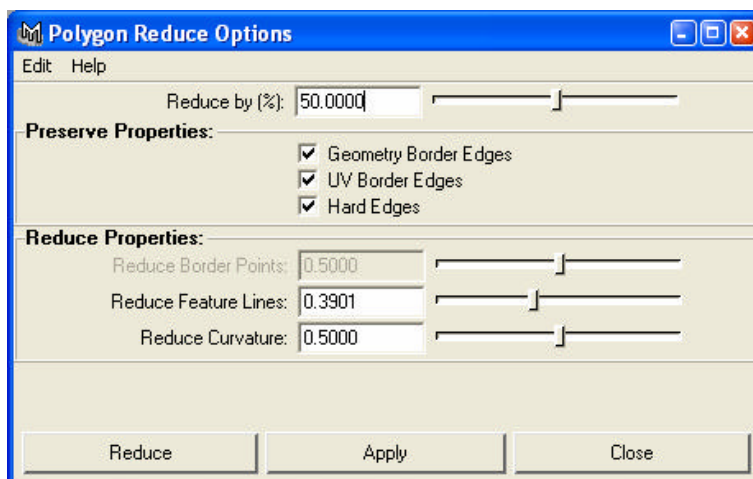 Polygon Reduce Options
Edit Help
Reduce by (%): 50.0000
Preserve Properties:
Geometry Border Edges
UV Border Edges
Hard Edges
Reduce Properties:
Reduce Border Points: 0.5000
Reduce Feature Lines: 0.3901
Reduce Curvature: 0.5000
Reduce Apply Close